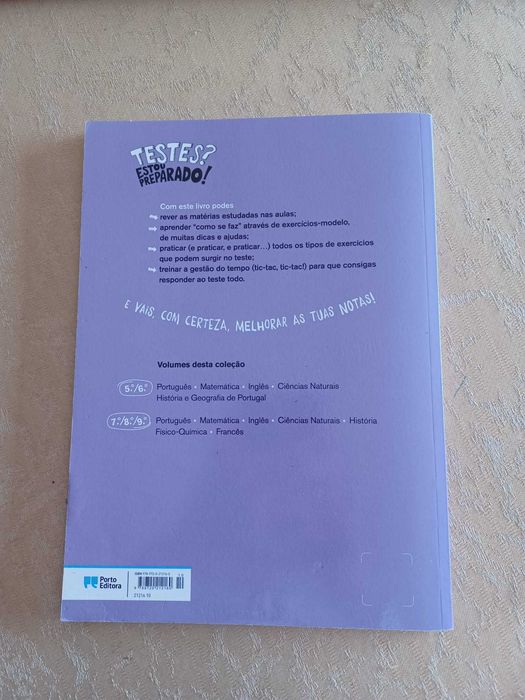 TESTES?
ESTOU
PREPARADO!
Com este livro podes
rever as matérias estudadas nas aulas;
aprender “como se faz” através de exercícios-modelo,
de muitas dicas e ajudas;
praticar (e praticar, e praticar...) todos os tipos de exercícios
que podem surgir no teste;
treinar a gestão do tempo (tic-tac, tic-tac!) para que consigas
responder ao teste todo.
E VAIS, COM CERTEZA, MELHORAR AS TUAS NOTAS!
Volumes desta coleção
5.º/6.º Português • Matemática • Inglês • Ciências Naturais
História e Geografia de Portugal
7.º/8.º/9.º Português • Matemática • Inglês • Ciências Naturais • História
Físico-Química • Francês
Porto
Editora
ISBN
21216.10